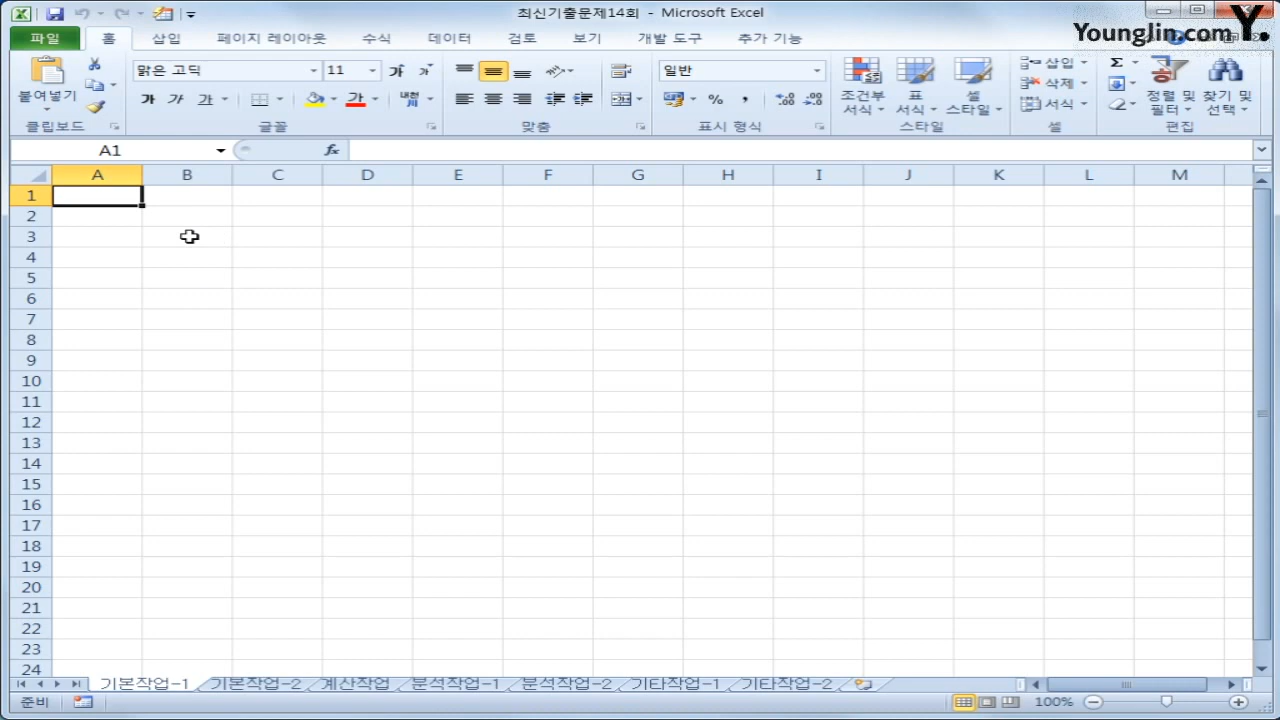 최신기출문제14회 - Microsoft Excel
Younglin.com Y.
파일 홈 삽입 페이지 레이아웃 수식 데이터 검토 보기 개발 도구 추가 기능
붙여넣기 맑은 고딕 11 가 가 일반 조건부 서식 표 서식 셀 스타일 삽입 삭제 서식 Σ 정렬 및 필터 찾기 및 선택
가 가 가 가 내천 %
클립보드 글꼴 맞춤 표시 형식 스타일 셀 편집
A1 fx
A B C D E F G H I J K L M
1
2
3
4
5
6
7
8
9
10
11
12
13
14
15
16
17
18
19
20
21
22
23
24
기본작업-1 기본작업-2 계산작업 분석작업-1 분석작업-2 기타작업-1 기타작업-2
준비 100%